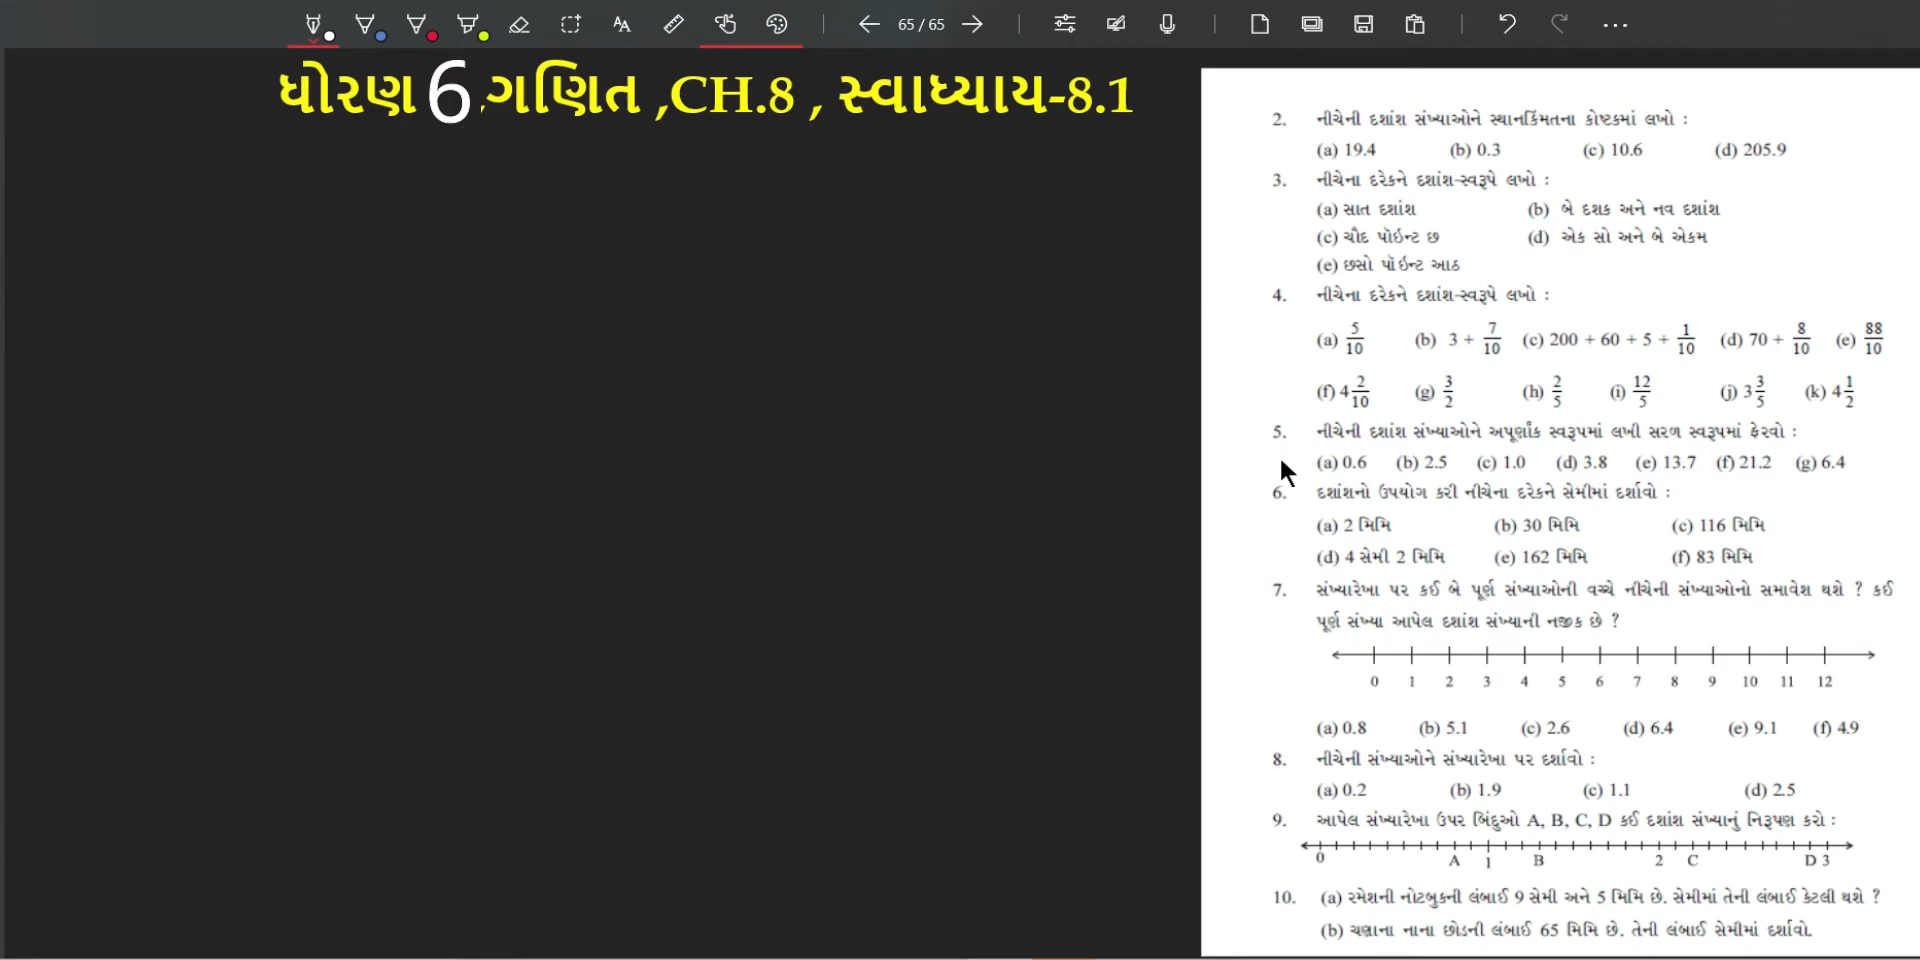 65 / 65
ધોરણ 6 ,ગણિત ,CH.8 , સ્વાધ્યાય-8.1
2. નીચેની દશાંશ સંખ્યાઓને સ્થાનકિંમતના કોષ્ટકમાં લખો :
(a) 19.4 (b) 0.3 (c) 10.6 (d) 205.9
3. નીચેના દરેકને દશાંશ-સ્વરૂપે લખો :
(a) સાત દશાંશ (b) બે દશક અને નવ દશાંશ
(c) ચૌદ પૉઇન્ટ છ (d) એક સો અને બે એકમ
(e) છસો પૉઇન્ટ આઠ
4. નીચેના દરેકને દશાંશ-સ્વરૂપે લખો :
(a) 5/10 (b) 3 + 7/10 (c) 200 + 60 + 5 + 1/10 (d) 70 + 8/10 (e) 88/10
(f) 4 2/10 (g) 3/2 (h) 2/5 (i) 12/5 (j) 3 3/5 (k) 4 1/2
5. નીચેની દશાંશ સંખ્યાઓને અપૂર્ણાંક સ્વરૂપમાં લખી સરળ સ્વરૂપમાં ફેરવો :
(a) 0.6 (b) 2.5 (c) 1.0 (d) 3.8 (e) 13.7 (f) 21.2 (g) 6.4
6. દશાંશનો ઉપયોગ કરી નીચેના દરેકને સેમીમાં દર્શાવો :
(a) 2 મિમિ (b) 30 મિમિ (c) 116 મિમિ
(d) 4 સેમી 2 મિમિ (e) 162 મિમિ (f) 83 મિમિ
7. સંખ્યારેખા પર કઈ બે પૂર્ણ સંખ્યાઓની વચ્ચે નીચેની સંખ્યાઓનો સમાવેશ થશે ? કઈ
પૂર્ણ સંખ્યા આપેલ દશાંશ સંખ્યાની નજીક છે ?
0 1 2 3 4 5 6 7 8 9 10 11 12
(a) 0.8 (b) 5.1 (c) 2.6 (d) 6.4 (e) 9.1 (f) 4.9
8. નીચેની સંખ્યાઓને સંખ્યારેખા પર દર્શાવો :
(a) 0.2 (b) 1.9 (c) 1.1 (d) 2.5
9. આપેલ સંખ્યારેખા ઉપર બિંદુઓ A, B, C, D કઈ દશાંશ સંખ્યાનું નિરૂપણ કરો :
0 A 1 B 2 C D 3
10. (a) રમેશની નોટબુકની લંબાઈ 9 સેમી અને 5 મિમિ છે. સેમીમાં તેની લંબાઈ કેટલી થશે ?
(b) ચણાના નાના છોડની લંબાઈ 65 મિમિ છે. તેની લંબાઈ સેમીમાં દર્શાવો.